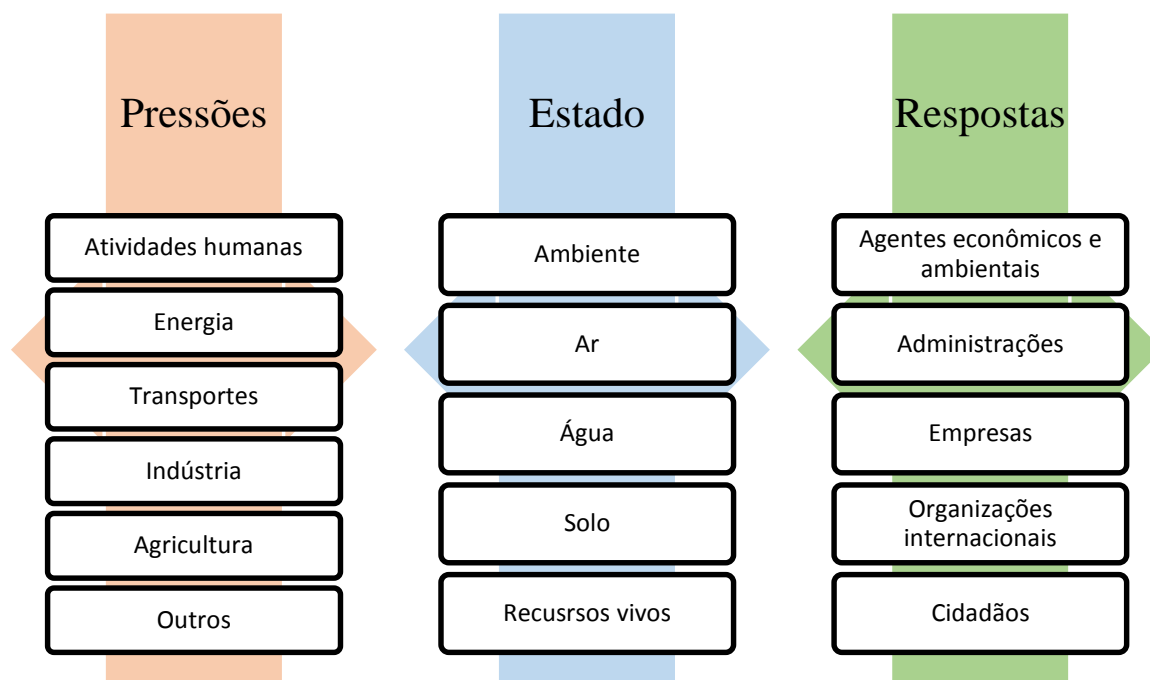 Pressões
Atividades humanas
Energia
Transportes
Indústria
Agricultura
Outros
Estado
Ambiente
Ar
Água
Solo
Recusrsos vivos
Respostas
Agentes econômicos e
ambientais
Administrações
Empresas
Organizações
internacionais
Cidadãos